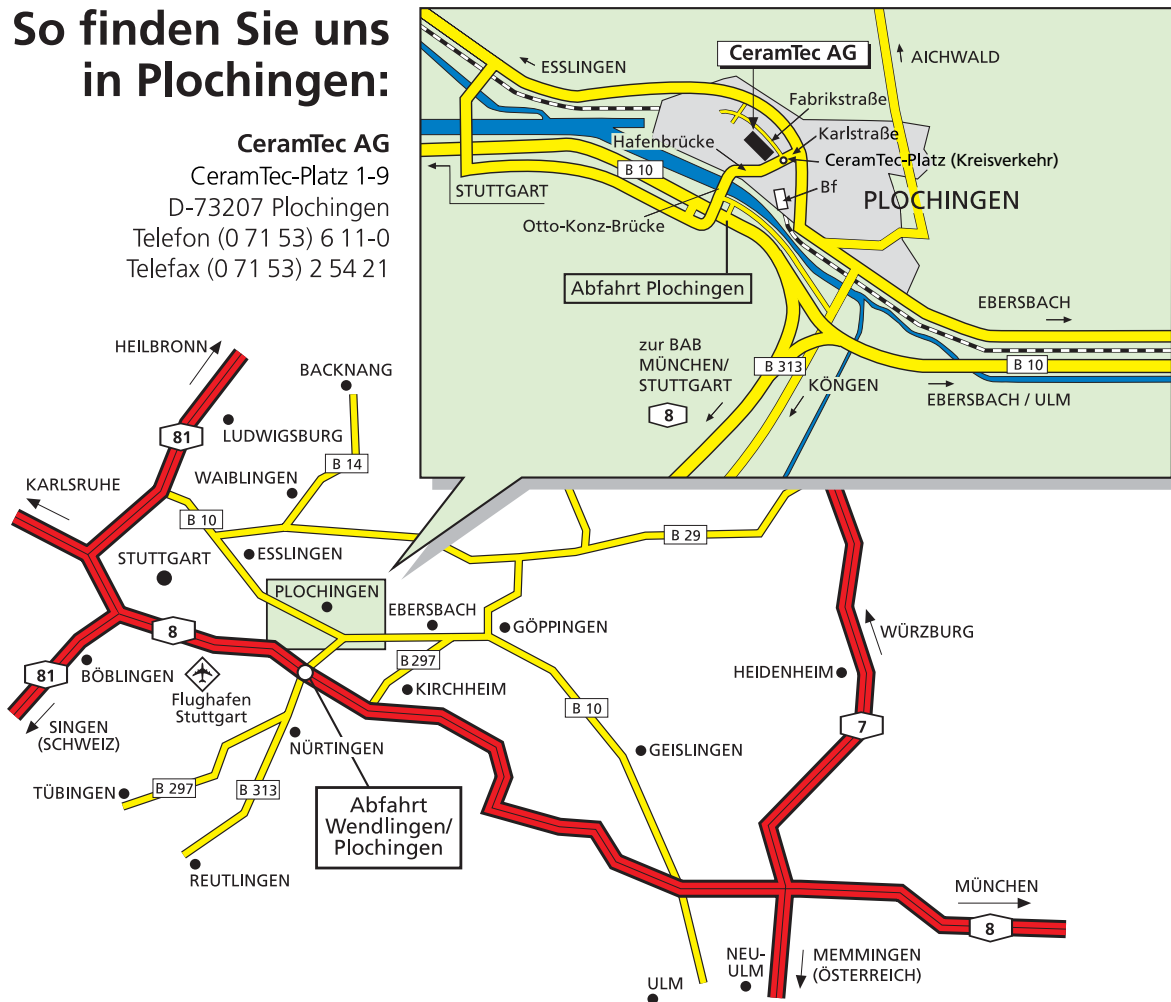 So finden Sie uns
in Plochingen:
CeramTec AG
CeramTec-Platz 1-9
D-73207 Plochingen
Telefon (0 71 53) 6 11-0
Telefax (0 71 53) 2 54 21
CeramTec AG
AICHWALD
ESSLINGEN
Fabrikstraße
Karlstraße
Hafenbrücke
CeramTec-Platz (Kreisverkehr)
B 10
STUTTGART
Bf
PLOCHINGEN
Otto-Konz-Brücke
Abfahrt Plochingen
EBERSBACH
zur BAB
MÜNCHEN/
STUTTGART
8
B 313
B 10
KÖNGEN
EBERSBACH / ULM
HEILBRONN
BACKNANG
81
LUDWIGSBURG
B 14
KARLSRUHE
WAIBLINGEN
B 10
B 29
STUTTGART
ESSLINGEN
PLOCHINGEN
EBERSBACH
GÖPPINGEN
8
WÜRZBURG
81
BÖBLINGEN
Flughafen
Stuttgart
B 297
KIRCHHEIM
HEIDENHEIM
SINGEN
(SCHWEIZ)
B 10
7
NÜRTINGEN
GEISLINGEN
TÜBINGEN
B 297
B 313
Abfahrt
Wendlingen/
Plochingen
REUTLINGEN
MÜNCHEN
8
ULM
NEU-
ULM
MEMMINGEN
(ÖSTERREICH)